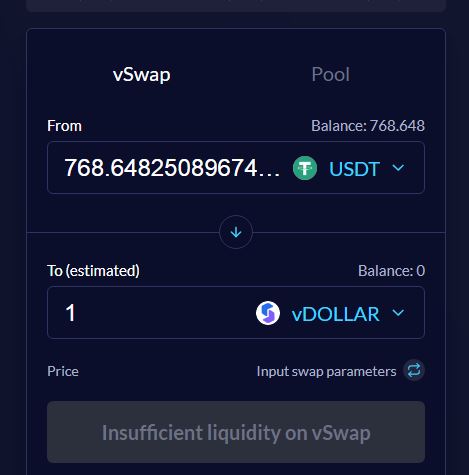 vSwap Pool
From Balance: 768.648
768.64825089674... USDT
To (estimated) Balance: 0
1 vDOLLAR
Price Input swap parameters
Insufficient liquidity on vSwap